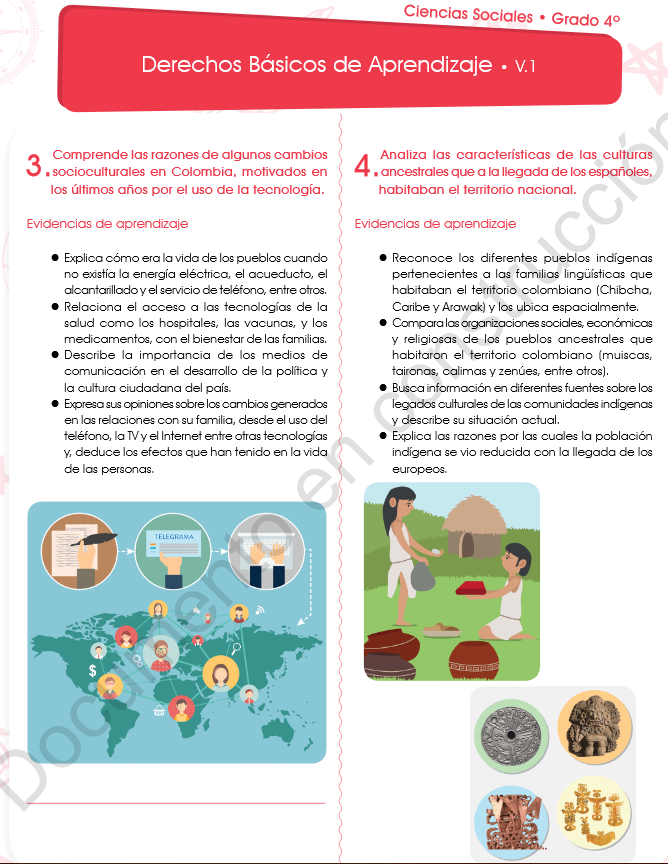 Ciencias Sociales • Grado 4º
Derechos Básicos de Aprendizaje • V.1
3. Comprende las razones de algunos cambios
socioculturales en Colombia, motivados en
los últimos años por el uso de la tecnología.
Evidencias de aprendizaje
● Explica cómo era la vida de los pueblos cuando
no existía la energía eléctrica, el acueducto, el
alcantarillado y el servicio de teléfono, entre otros.
● Relaciona el acceso a las tecnologías de la
salud como los hospitales, las vacunas, y los
medicamentos, con el bienestar de las familias.
● Describe la importancia de los medios de
comunicación en el desarrollo de la política y
la cultura ciudadana del país.
● Expresa sus opiniones sobre los cambios generados
en las relaciones con su familia, desde el uso del
teléfono, la TV y el Internet entre otras tecnologías
y, deduce los efectos que han tenido en la vida
de las personas.
TELEGRAMA
$
4. Analiza las características de las culturas
ancestrales que a la llegada de los españoles,
habitaban el territorio nacional.
Evidencias de aprendizaje
● Reconoce los diferentes pueblos indígenas
pertenecientes a las familias lingüísticas que
habitaban el territorio colombiano (Chibcha,
Caribe y Arawak) y los ubica espacialmente.
● Compara las organizaciones sociales, económicas
y religiosa de los pueblos ancestrales que
habitaron el territorio colombiano (muiscas,
taironas, calimas y zenúes, entre otros).
● Busca información en diferentes fuentes sobre los
legados culturales de las comunidades indígenas
y describe su situación actual.
● Explica las razones por las cuales la población
indígena se vio reducida con la llegada de los
europeos.
Documento en construcción